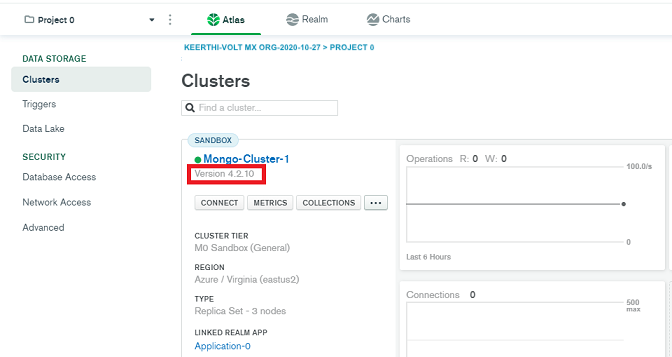 Project 0
Atlas
Realm
Charts
KEERTHI-VOLT MX ORG-2020-10-27 > PROJECT 0
DATA STORAGE
Clusters
Triggers
Data Lake
SECURITY
Database Access
Network Access
Advanced
Clusters
Find a cluster...
SANDBOX
Mongo-Cluster-1
Version 4.2.10
CONNECT
METRICS
COLLECTIONS
...
CLUSTER TIER
M0 Sandbox (General)
REGION
Azure / Virginia (eastus2)
TYPE
Replica Set - 3 nodes
LINKED REALM APP
Application-0
Operations R: 0 W: 0
100.0/s
0
Last 6 Hours
Connections 0
500
max